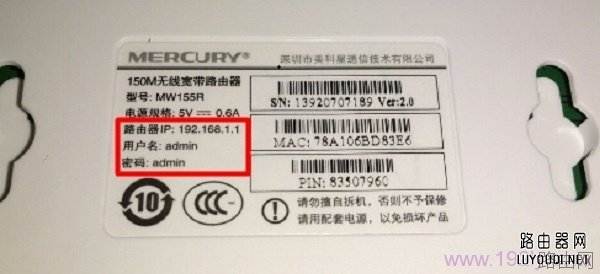 MERCURY®
深圳市美科星通信技术有限公司
150M无线宽带路由器
型号: MW155R
电源规格: 5V 0.6A
路由器IP: 192.168.1.1
用户名: admin
密码: admin
S/N: 13920707189 Ver:2.0
MAC: 78A106BD83E6
PIN: 83507960
10
CCC
请勿擅自拆机，否则不予保修
请用配套电源，以免损坏产品
路由器网
LUYOUQI.NET